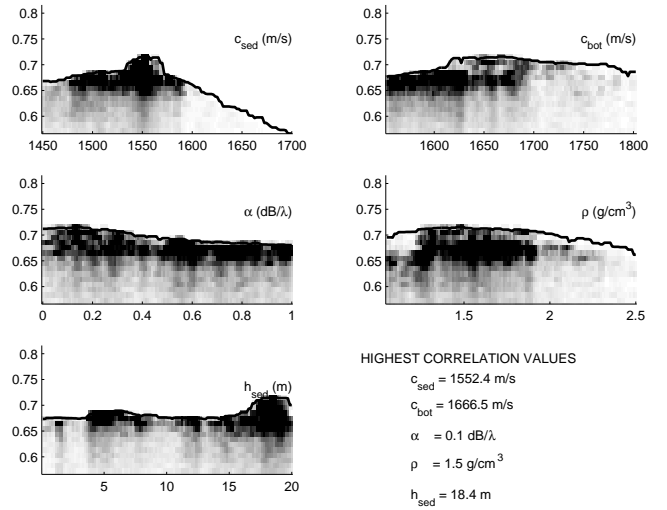 0.8
0.75
0.7
0.65
0.6
c_sed (m/s)
1450 1500 1550 1600 1650 1700
0.8
0.75
0.7
0.65
0.6
c_bot (m/s)
1600 1650 1700 1750 1800
0.8
0.75
0.7
0.65
0.6
α (dB/λ)
0 0.2 0.4 0.6 0.8 1
0.8
0.75
0.7
0.65
0.6
ρ (g/cm³)
1.5 2 2.5
0.8
0.75
0.7
0.65
0.6
h_sed (m)
5 10 15 20
HIGHEST CORRELATION VALUES
c_sed = 1552.4 m/s
c_bot = 1666.5 m/s
α = 0.1 dB/λ
ρ = 1.5 g/cm³
h_sed = 18.4 m